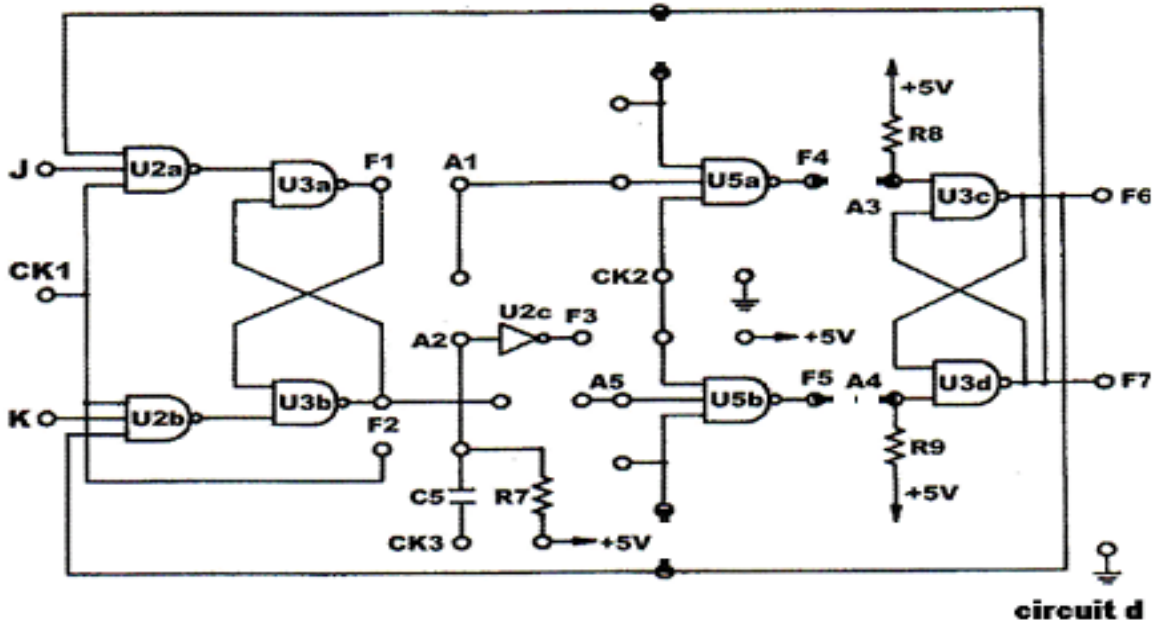 +5V
R8
J
U2a
U3a
F1
A1
U5a
F4
A3
U3c
F6
CK1
CK2
U2c
F3
A2
+5V
A5
F5
A4
U3d
F7
K
U2b
U3b
F2
U5b
R9
C5
R7
+5V
CK3
+5V
circuit d